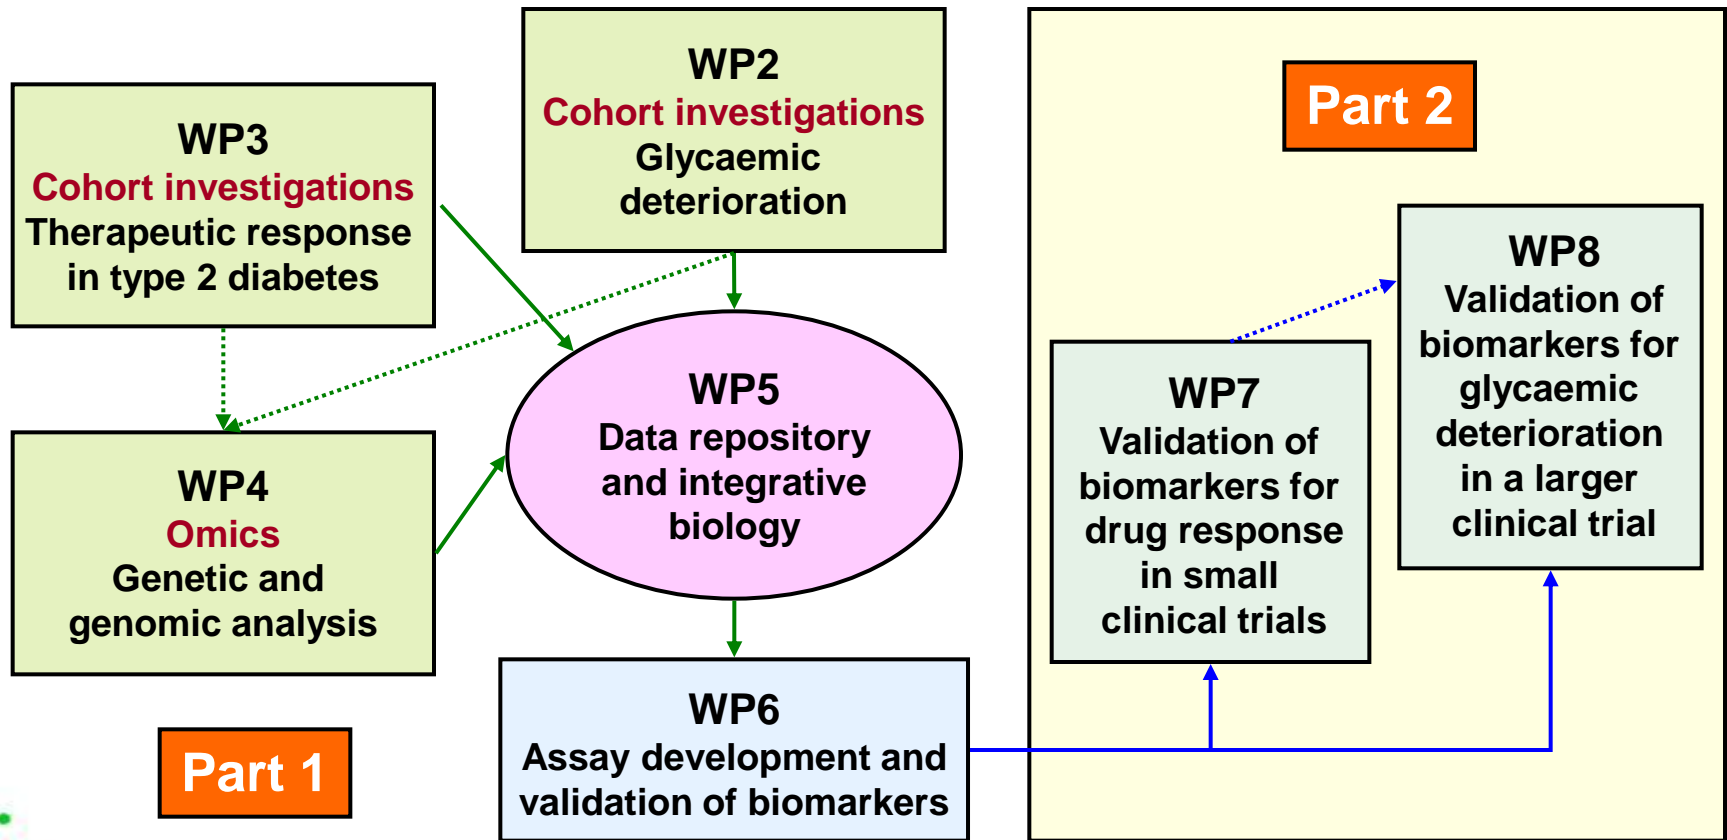 WP3
Cohort investigations
Therapeutic response
in type 2 diabetes
WP2
Cohort investigations
Glycaemic
deterioration
WP4
Omics
Genetic and
genomic analysis
WP5
Data repository
and integrative
biology
WP6
Assay development and
validation of biomarkers
Part 1
Part 2
WP7
Validation of
biomarkers for
drug response
in small
clinical trials
WP8
Validation of
biomarkers for
glycaemic
deterioration
in a larger
clinical trial